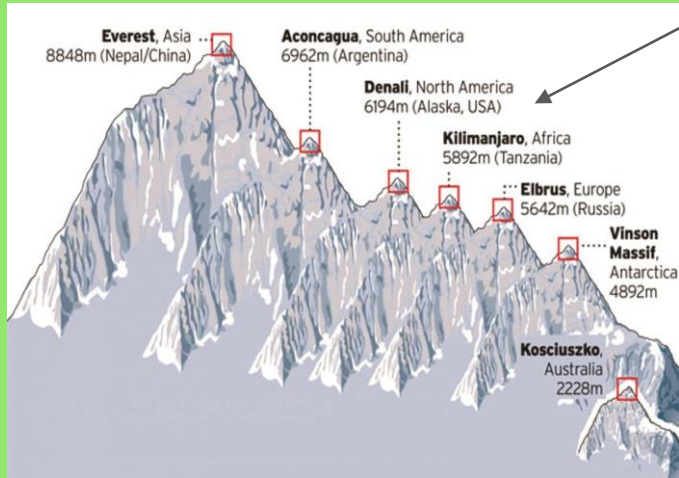 Everest, Asia
8848m (Nepal/China)
Aconcagua, South America
6962m (Argentina)
Denali, North America
6194m (Alaska, USA)
Kilimanjaro, Africa
5892m (Tanzania)
Elbrus, Europe
5642m (Russia)
Vinson
Massif,
Antarctica
4892m
Kosciuszko,
Australia
2228m